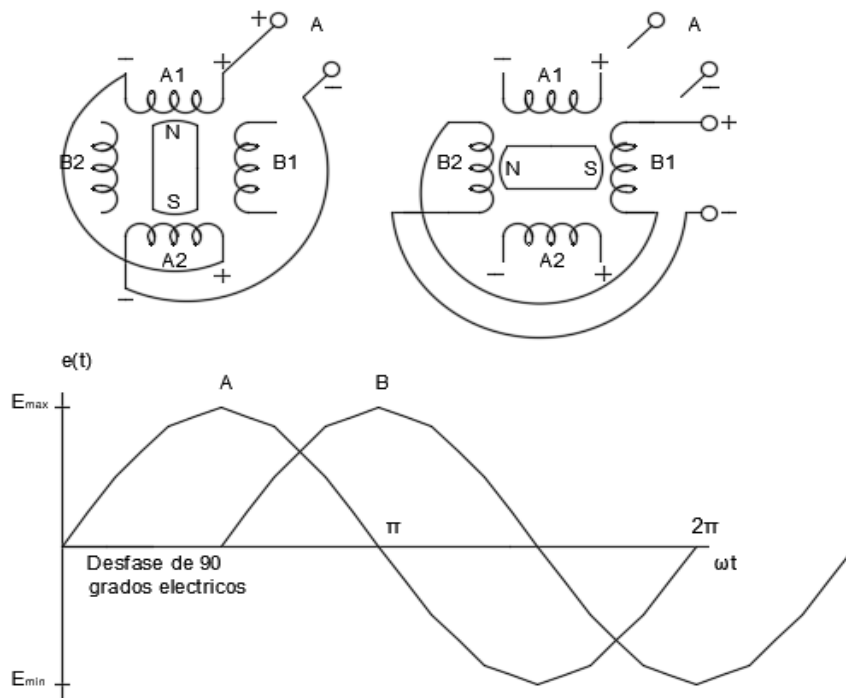 + A
- + -
A1
N
B2 B1
S
A2
- +
A
- + -
A1
+
B2 N S B1
-
- A2 +
e(t)
A B
Emax
π 2π
Desfase de 90
grados electricos
ωt
Emin